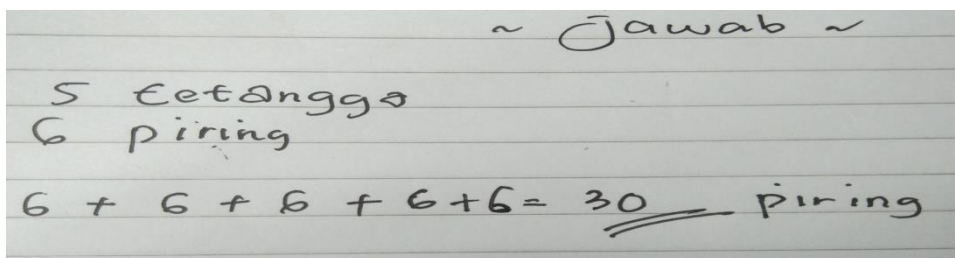 ~ Jawab ~
5 tetangga
6 piring
6 + 6 + 6 + 6 + 6 = 30 piring